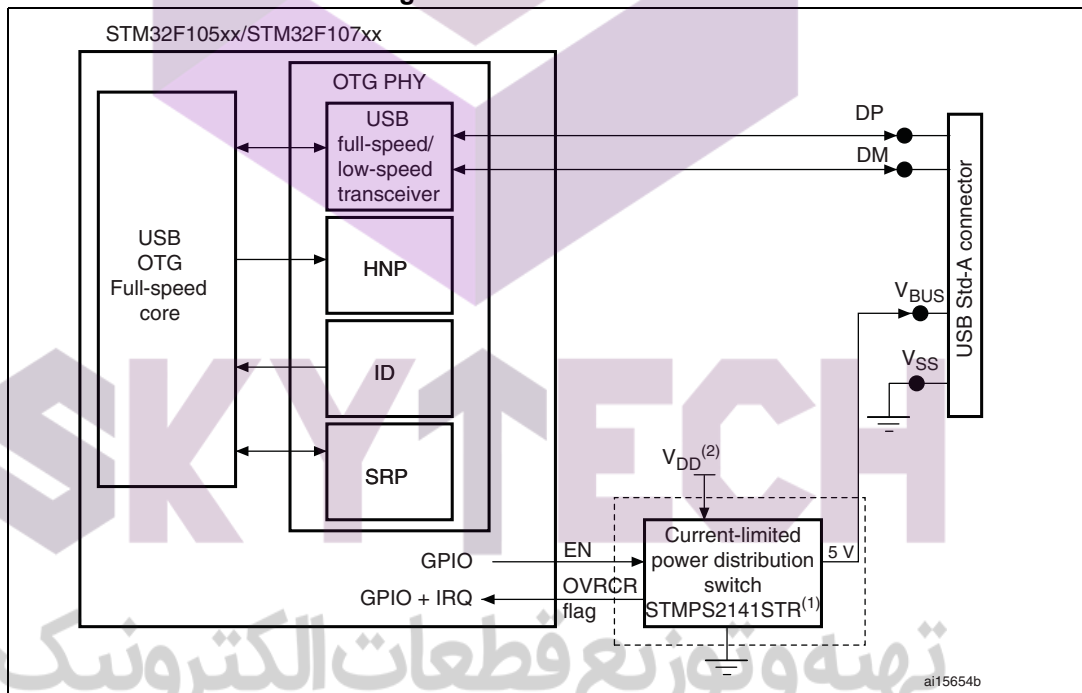 STM32F105xx/STM32F107xx
OTG PHY
USB
full-speed/
low-speed
transceiver
USB
OTG
Full-speed
core
HNP
ID
SRP
GPIO
GPIO + IRQ
EN
OVRCR
flag
VDD(2)
Current-limited
power distribution
switch
STMPS2141STR(1)
5 V
DP
DM
VBUS
VSS
USB Std-A connector
SKYTECH
تهیه و توزیع قطعات الکترونیک
ai15654b